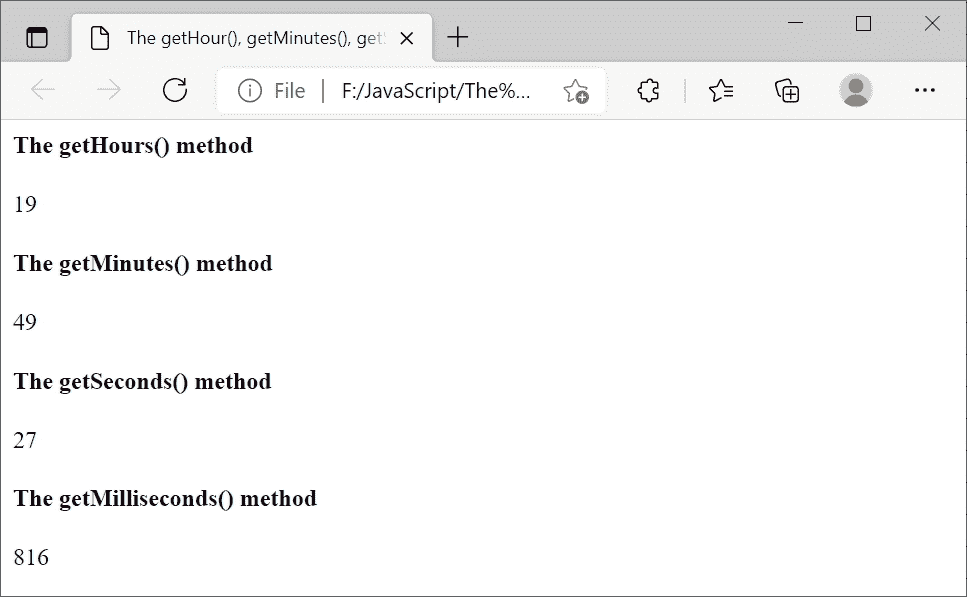 The getHour(), getMinutes(), get
File
F:/JavaScript/The%...
The getHours() method
19
The getMinutes() method
49
The getSeconds() method
27
The getMilliseconds() method
816